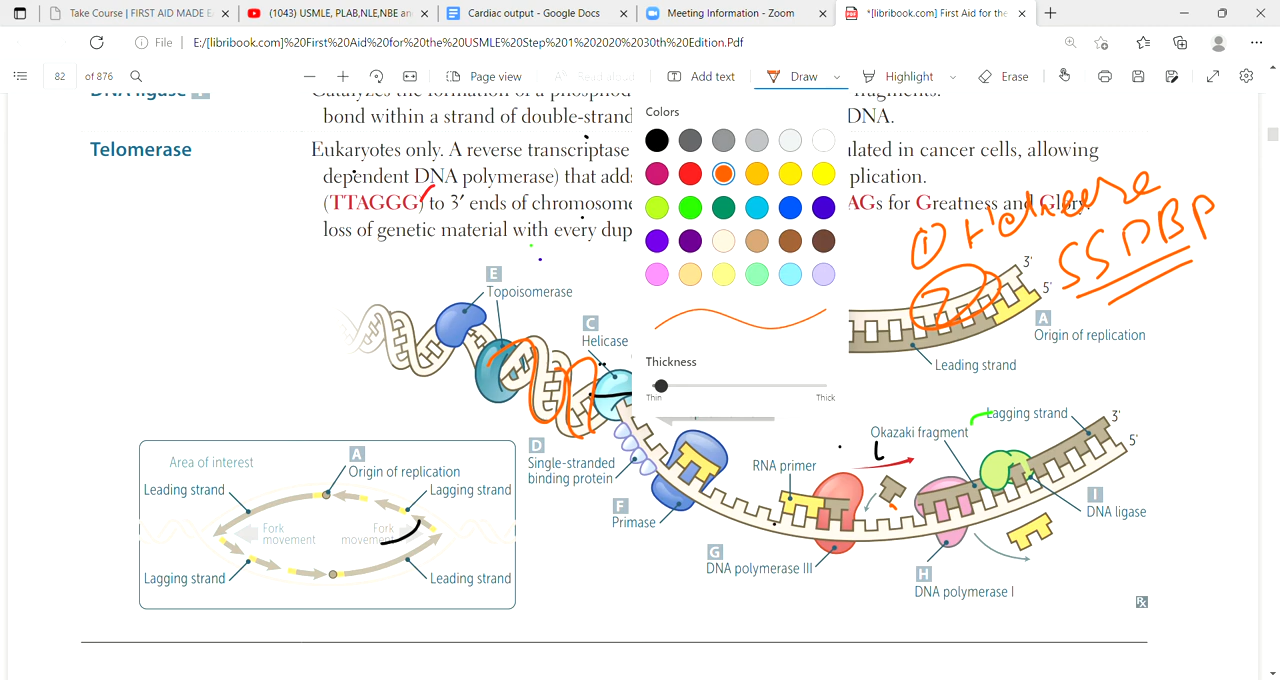 Take Course | FIRST AID MADE E
(1043) USMLE, PLAB,NLE,NBE an
Cardiac output - Google Docs
Meeting Information - Zoom
*[libribook.com] First Aid for the
File
E:/[libribook.com]%20First%20Aid%20for%20the%20USMLE%20Step%201%202020%2030th%20Edition.Pdf
82 of 876
Page view
Read aloud
Add text
Draw
Highlight
Erase
DNA ligase
Catalyzes the formation of a phosphod
fragments.
bond within a strand of double-strand
DNA.
Telomerase
Eukaryotes only. A reverse transcriptase
ulated in cancer cells, allowing
dependent DNA polymerase) that adds
plication.
(TTAGGG) to 3′ ends of chromosome
AGs for Greatness and Glory.
loss of genetic material with every dup
Colors
Thickness
Thin
Thick
① 
SSDBP
E
Topoisomerase
C
Helicase
3'
5'
A
Origin of replication
Leading strand
D
Single-stranded
binding protein
F
Primase
RNA primer
G
DNA polymerase III
Okazaki fragment
Lagging strand
3'
5'
I
DNA ligase
H
DNA polymerase I
Area of interest
A
Origin of replication
Leading strand
Lagging strand
Fork
movement
Fork
movement
Lagging strand
Leading strand